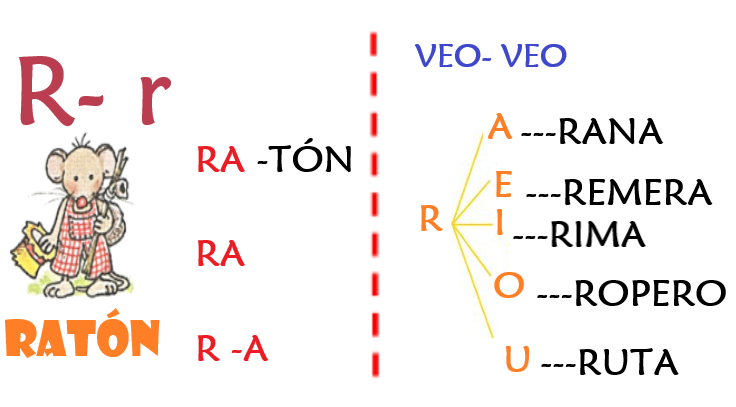 R- r
RA -TÓN
RA
R -A
RATÓN
VEO- VEO
R
A ---RANA
E ---REMERA
I ---RIMA
O ---ROPERO
U ---RUTA